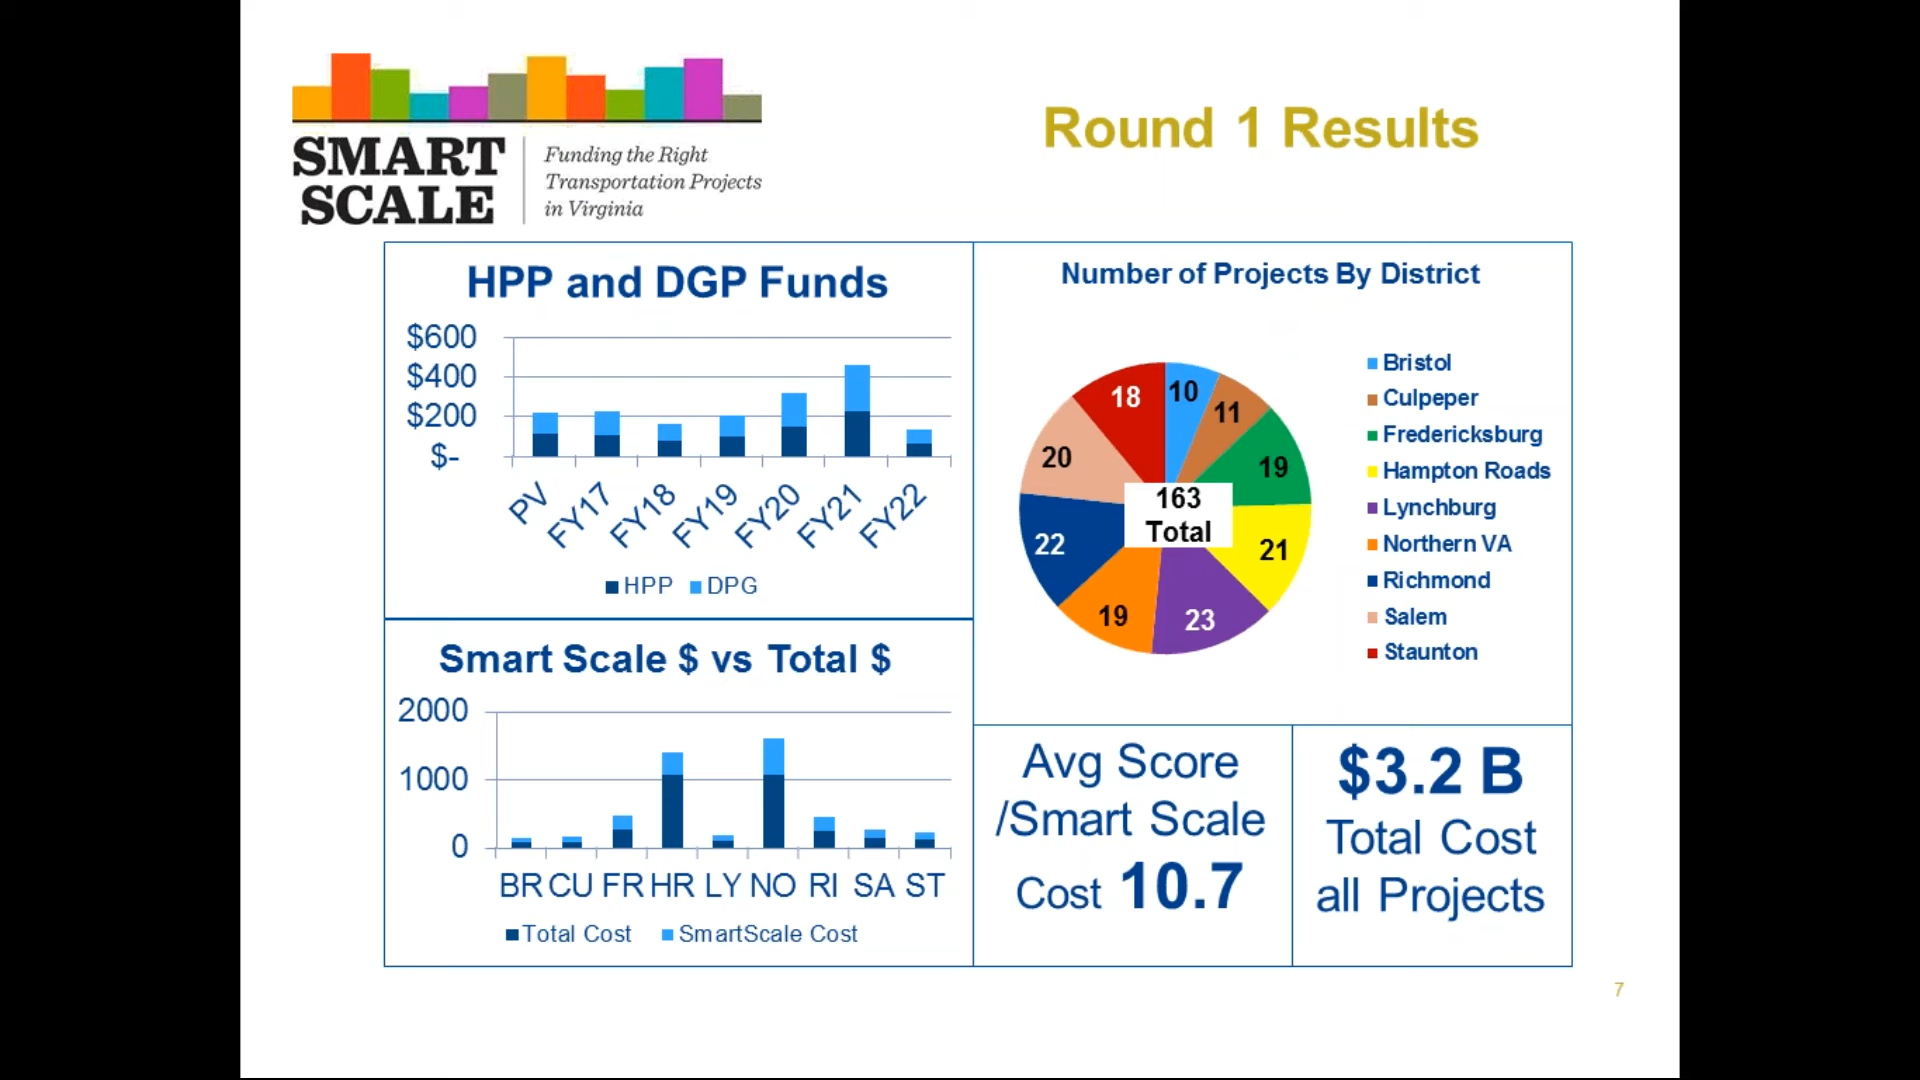 SMART
SCALE
Funding the Right
Transportation Projects
in Virginia
Round 1 Results
HPP and DGP Funds
$600
$400
$200
$-
PV FY17 FY18 FY19 FY20 FY21 FY22
HPP DPG
Smart Scale $ vs Total $
2000
1000
0
BR CU FR HR LY NO RI SA ST
Total Cost SmartScale Cost
Number of Projects By District
10
11
19
21
23
19
22
20
18
163
Total
Bristol
Culpeper
Fredericksburg
Hampton Roads
Lynchburg
Northern VA
Richmond
Salem
Staunton
Avg Score
/Smart Scale
Cost 10.7
$3.2 B
Total Cost
all Projects
7